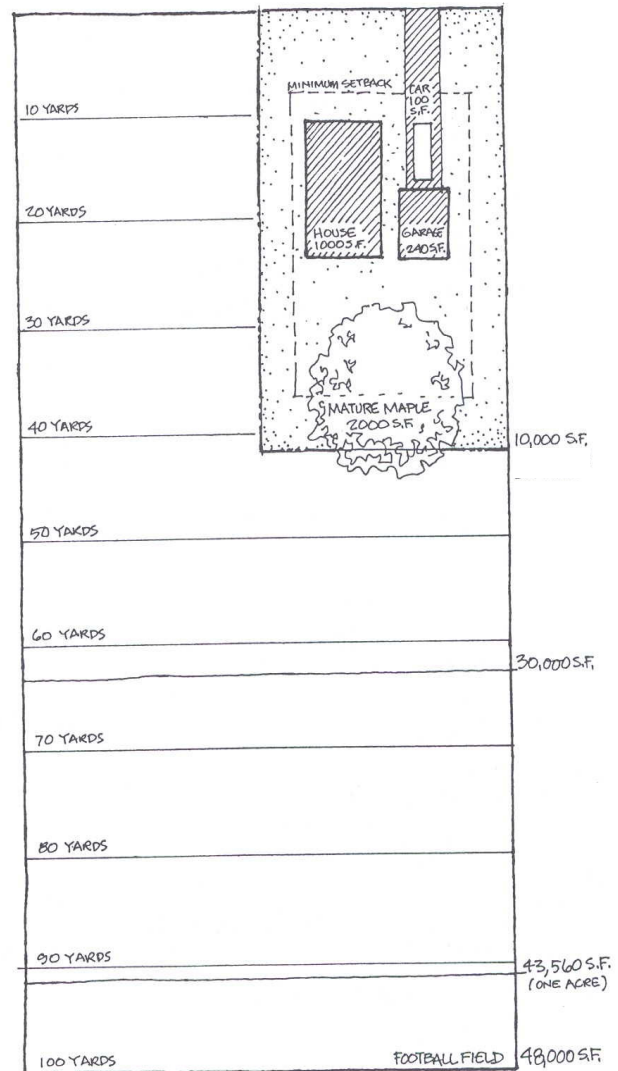 MINIMUM SETBACK
CAR
100
S.F.
10 YARDS
20 YARDS
HOUSE
1000 S.F.
GARAGE
240 S.F.
30 YARDS
MATURE MAPLE
2000 S.F.
40 YARDS
10,000 S.F.
50 YARDS
60 YARDS
30,000 S.F.
70 YARDS
80 YARDS
90 YARDS
43,560 S.F.
(ONE ACRE)
100 YARDS
FOOTBALL FIELD
48,000 S.F.